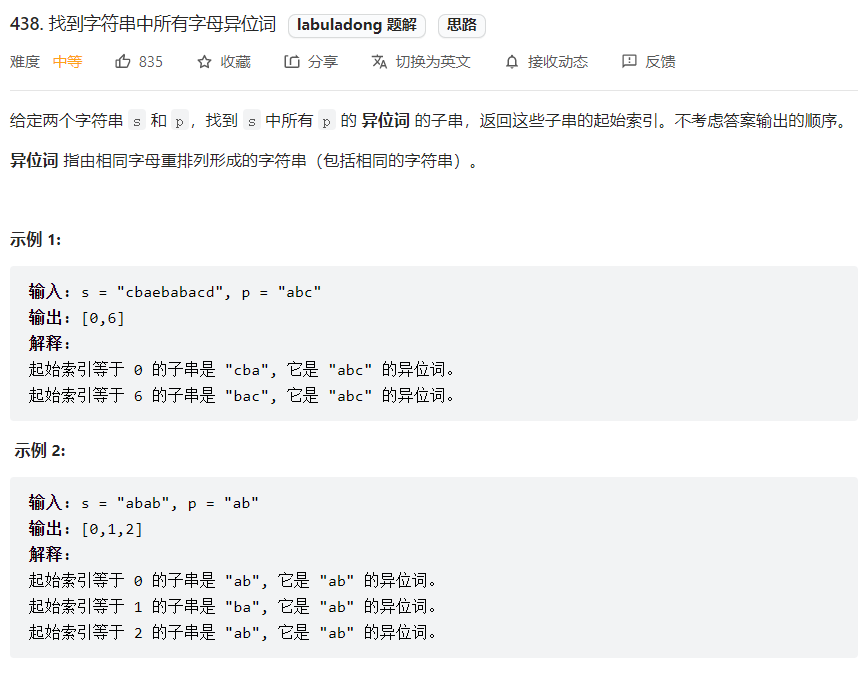 438. 找到字符串中所有字母异位词 labuladong 题解 思路
难度 中等 835 收藏 分享 切换为英文 接收动态 反馈
给定两个字符串 s 和 p，找到 s 中所有 p 的 异位词 的子串，返回这些子串的起始索引。不考虑答案输出的顺序。
异位词 指由相同字母重排列形成的字符串（包括相同的字符串）。
示例 1:
输入: s = "cbaebabacd", p = "abc"
输出: [0,6]
解释:
起始索引等于 0 的子串是 "cba", 它是 "abc" 的异位词。
起始索引等于 6 的子串是 "bac", 它是 "abc" 的异位词。
示例 2:
输入: s = "abab", p = "ab"
输出: [0,1,2]
解释:
起始索引等于 0 的子串是 "ab", 它是 "ab" 的异位词。
起始索引等于 1 的子串是 "ba", 它是 "ab" 的异位词。
起始索引等于 2 的子串是 "ab", 它是 "ab" 的异位词。